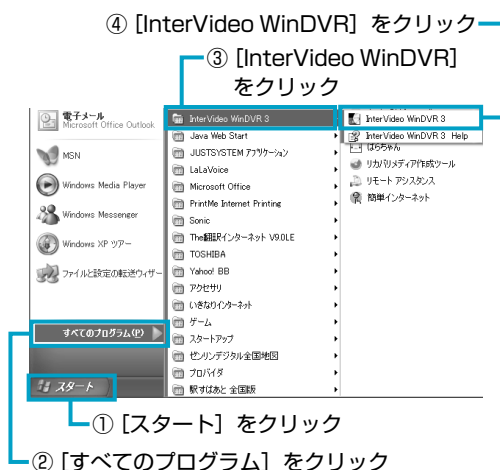 ④［InterVideo WinDVR］をクリック
③［InterVideo WinDVR］
をクリック
電子メール
Microsoft Office Outlook
MSN
Windows Media Player
Windows Messenger
Windows XP ツアー
ファイルと設定の転送ウィザー
すべてのプログラム(P)
スタート
InterVideo WinDVR 3
Java Web Start
JUSTSYSTEM アプリケーション
LaLaVoice
Microsoft Office
PrintMe Internet Printing
Sonic
The翻訳インターネット V9.0LE
TOSHIBA
Yahoo! BB
アクセサリ
いきなりインターネット
ゲーム
スタートアップ
ゼンリンデジタル全国地図
プロバイダ
駅すぱあと 全国版
InterVideo WinDVR 3
InterVideo WinDVR 3 Help
ぱらちゃん
リカバリメディア作成ツール
リモート アシスタンス
簡単インターネット
①［スタート］をクリック
②［すべてのプログラム］をクリック